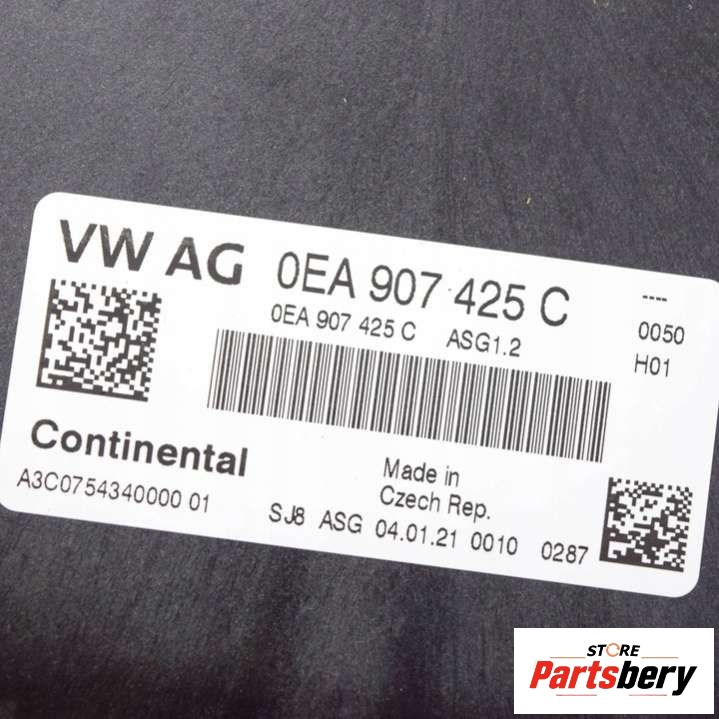 VW AG 0EA 907 425 C ----
0EA 907 425 C ASG1.2 0050
H01
Continental
A3C0754340000 01
Made in
Czech Rep.
SJ8 ASG 04.01.21 0010 0287
STORE
Partsbery